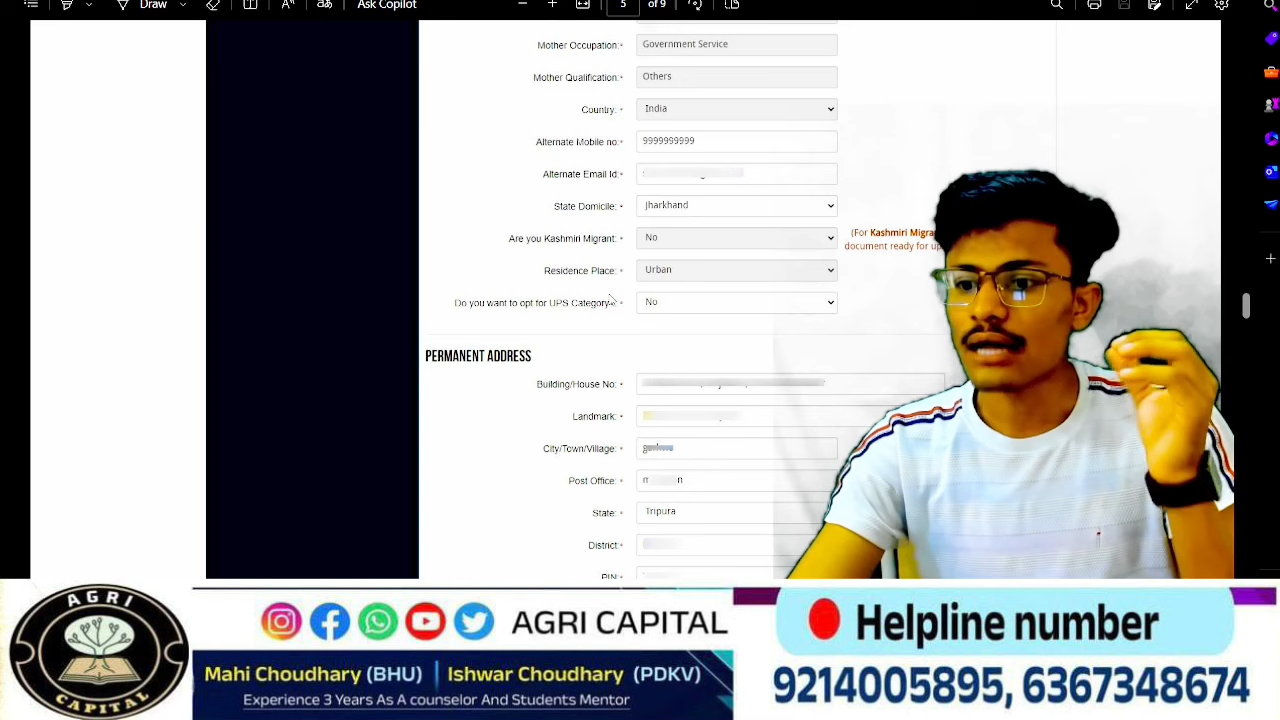 Draw
Ask Copilot
5 of 9
Mother Occupation:* Government Service
Mother Qualification:* Others
Country:* India
Alternate Mobile no:* 9999999999
Alternate Email Id:*
State Domicile:* Jharkhand
Are you Kashmiri Migrant:* No
(For Kashmiri Migra
document ready for up
Residence Place:* Urban
Do you want to opt for UPS Category:* No
PERMANENT ADDRESS
Building/House No:*
Landmark:*
City/Town/Village:*
Post Office:*
State:* Tripura
District:*
PIN:
AGRI CAPITAL
AGRI CAPITAL
Mahi Choudhary (BHU) | Ishwar Choudhary (PDKV)
Experience 3 Years As A counselor And Students Mentor
Helpline number
9214005895, 6367348674